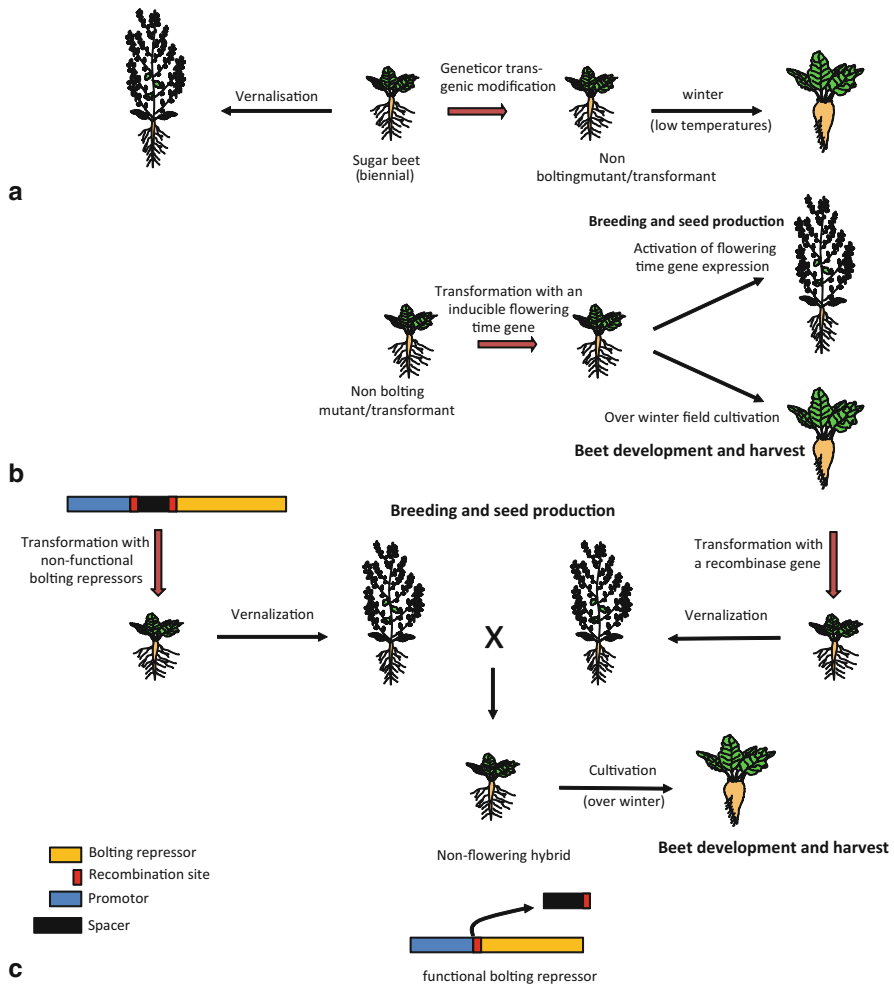 Vernalisation
Geneticor trans-
genic modification
winter
(low temperatures)
Sugar beet
(biennial)
Non
boltingmutant/transformant
a
Breeding and seed production
Activation of flowering
time gene expression
Transformation with an
inducible flowering
time gene
Non bolting
mutant/transformant
Over winter field cultivation
Beet development and harvest
b
Breeding and seed production
Transformation with
non-functional
bolting repressors
Transformation with
a recombinase gene
Vernalization
Vernalization
X
Cultivation
(over winter)
Non-flowering hybrid
Beet development and harvest
Bolting repressor
Recombination site
Promotor
Spacer
functional bolting repressor
c